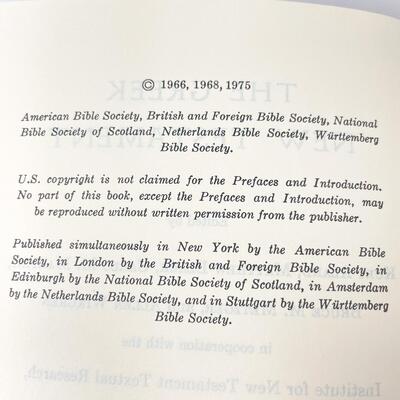 © 1966, 1968, 1975
American Bible Society, British and Foreign Bible Society, National
Bible Society of Scotland, Netherlands Bible Society, Württemberg
Bible Society.
U.S. copyright is not claimed for the Prefaces and Introduction.
No part of this book, except the Prefaces and Introduction, may
be reproduced without written permission from the publisher.
Published simultaneously in New York by the American Bible
Society, in London by the British and Foreign Bible Society, in
Edinburgh by the National Bible Society of Scotland, in Amsterdam
by the Netherlands Bible Society, and in Stuttgart by the Württemberg
Bible Society.